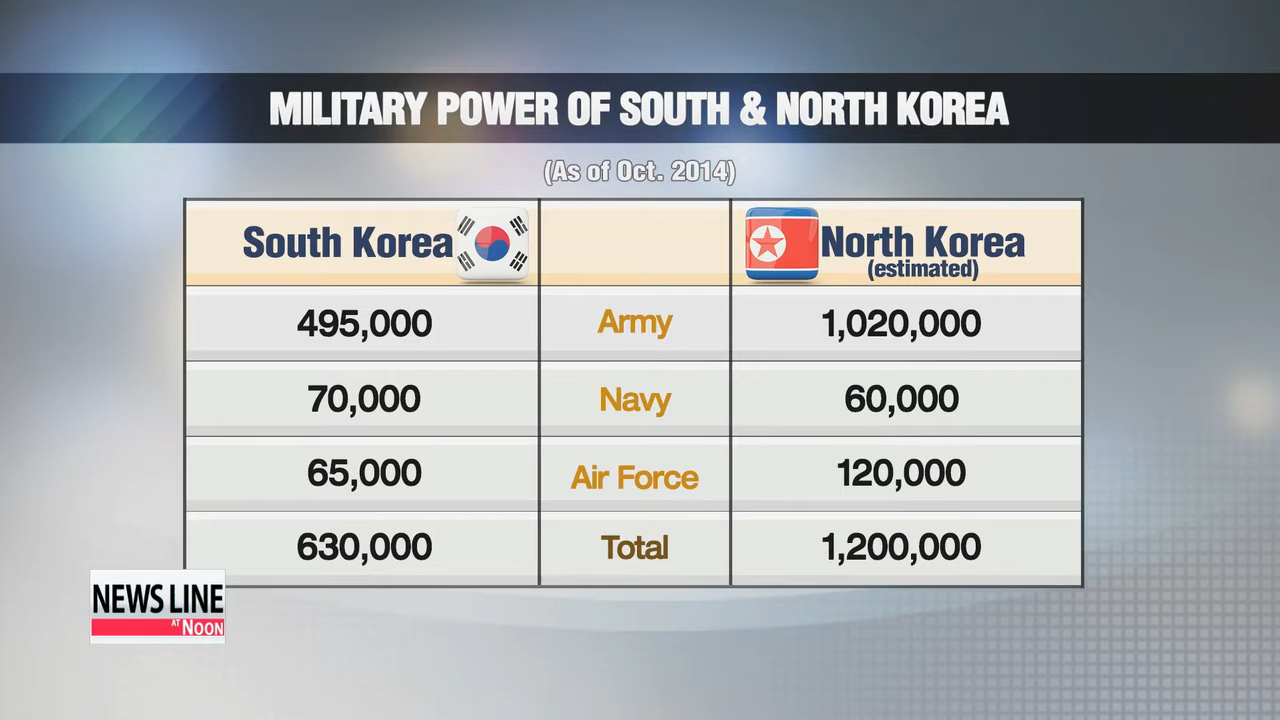 MILITARY POWER OF SOUTH & NORTH KOREA
(As of Oct. 2014)
South Korea
North Korea
(estimated)
495,000 Army 1,020,000
70,000 Navy 60,000
65,000 Air Force 120,000
630,000 Total 1,200,000
NEWS LINE
AT NOON